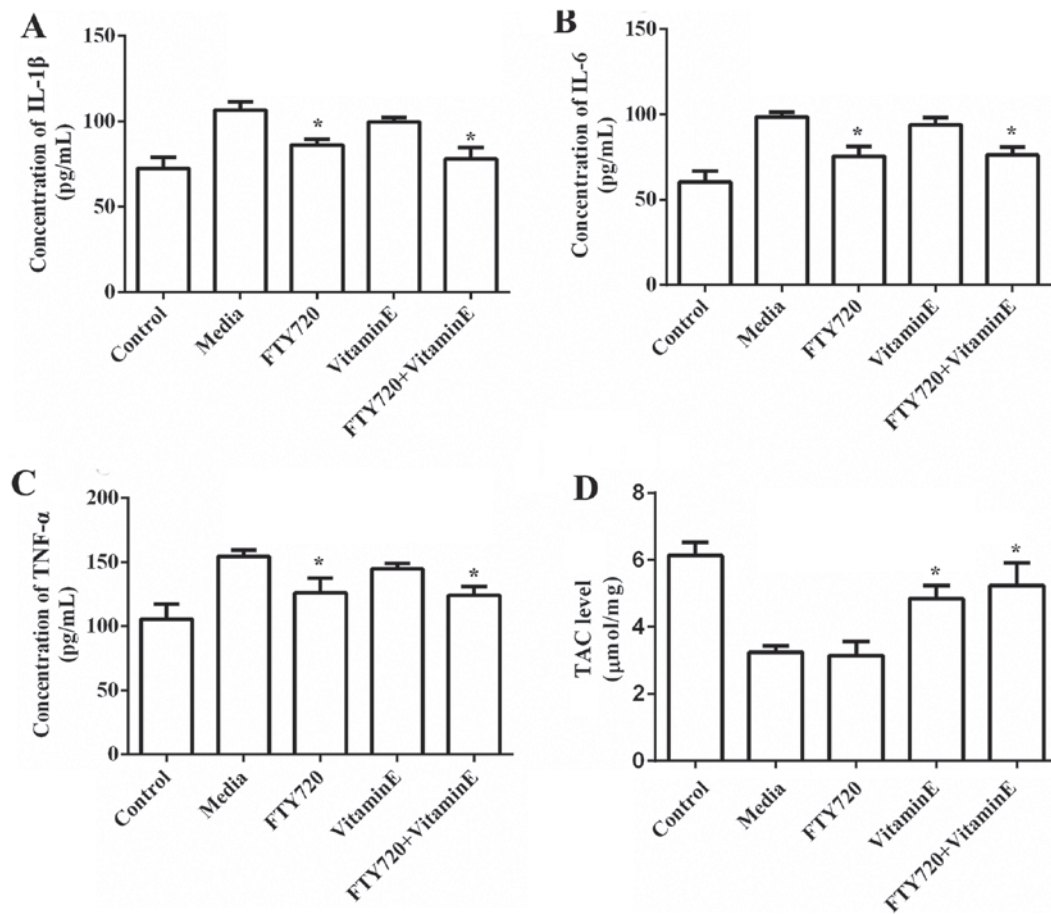 A
Concentration of IL-1β
(pg/mL)
150
100
50
0
*
*
Control
Media
FTY720
VitaminE
FTY720+VitaminE
B
Concentration of IL-6
(pg/mL)
150
100
50
0
*
*
Control
Media
FTY720
VitaminE
FTY720+VitaminE
C
Concentration of TNF-α
(pg/mL)
200
150
100
50
0
*
*
Control
Media
FTY720
VitaminE
FTY720+VitaminE
D
TAC level
(μmol/mg)
8
6
4
2
0
*
*
Control
Media
FTY720
VitaminE
FTY720+VitaminE